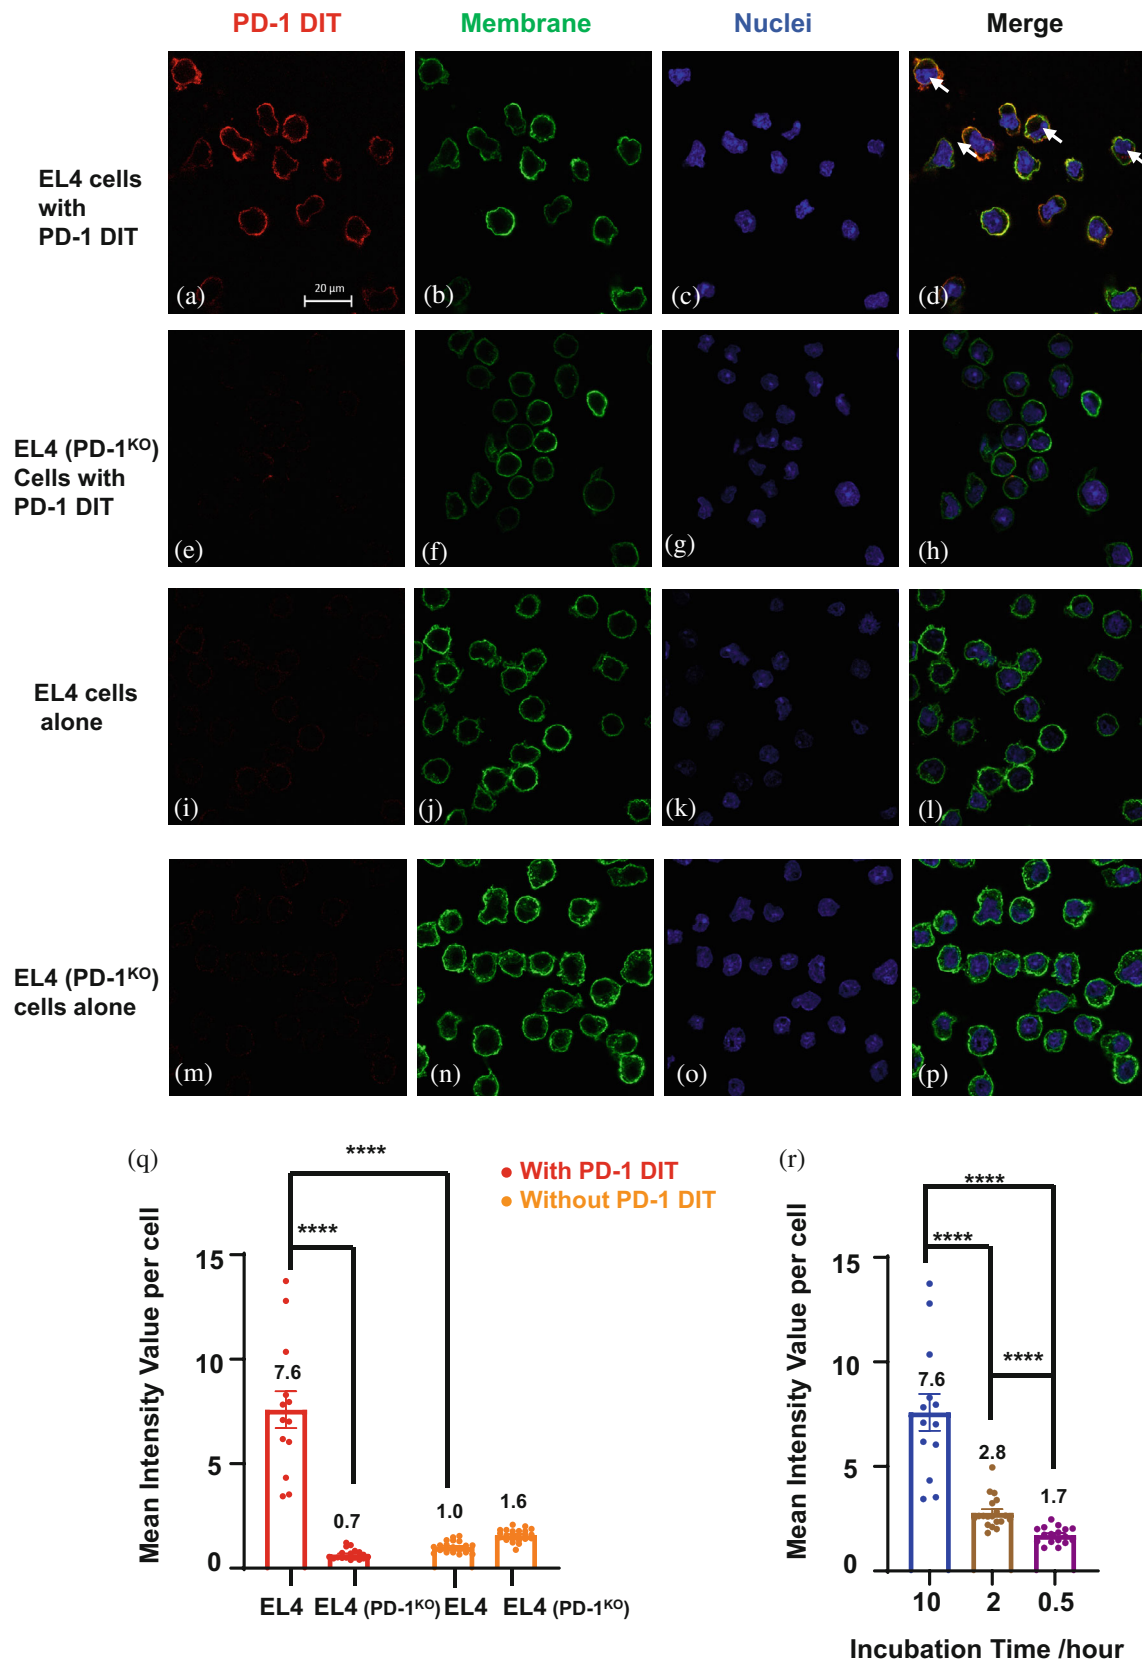 PD-1 DIT Membrane Nuclei Merge
EL4 cells
with
PD-1 DIT
(a) 20 µm (b) (c) (d)
EL4 (PD-1KO)
Cells with
PD-1 DIT
(e) (f) (g) (h)
EL4 cells
alone
(i) (j) (k) (l)
EL4 (PD-1KO)
cells alone
(m) (n) (o) (p)
(q)
****
****
• With PD-1 DIT
• Without PD-1 DIT
Mean Intensity Value per cell
15
10
5
0
7.6
0.7
1.0
1.6
EL4 EL4 (PD-1KO) EL4 EL4 (PD-1KO)
(r)
****
****
****
Mean Intensity Value per cell
15
10
5
0
7.6
2.8
1.7
10 2 0.5
Incubation Time /hour